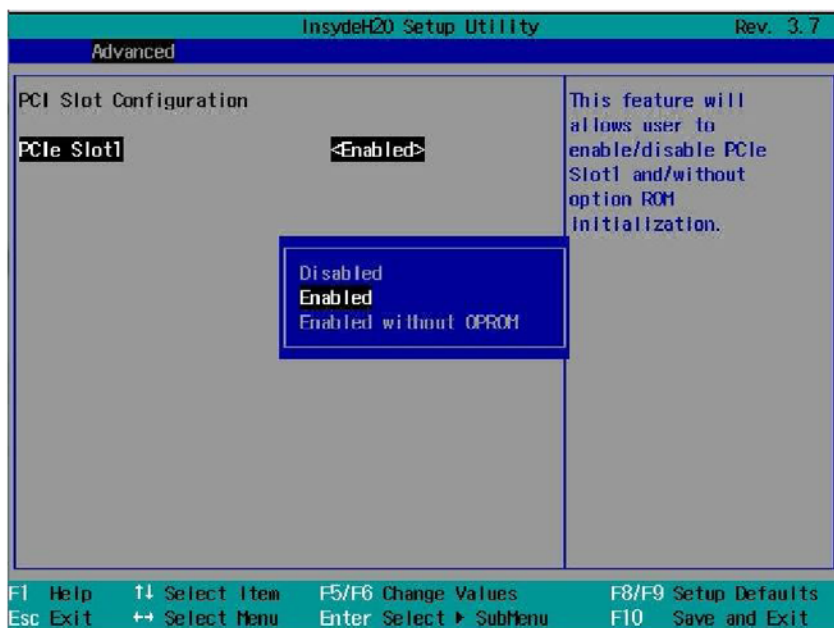 InsydeH2O Setup Utility Rev. 3.7
Advanced
PCI Slot Configuration
PCIe Slot1 <Enabled>
This feature will
allows user to
enable/disable PCIe
Slot1 and/without
option ROM
initialization.
Disabled
Enabled
Enabled without OPROM
F1 Help ↑↓ Select Item F5/F6 Change Values F8/F9 Setup Defaults
Esc Exit ↔ Select Menu Enter Select ▶ SubMenu F10 Save and Exit